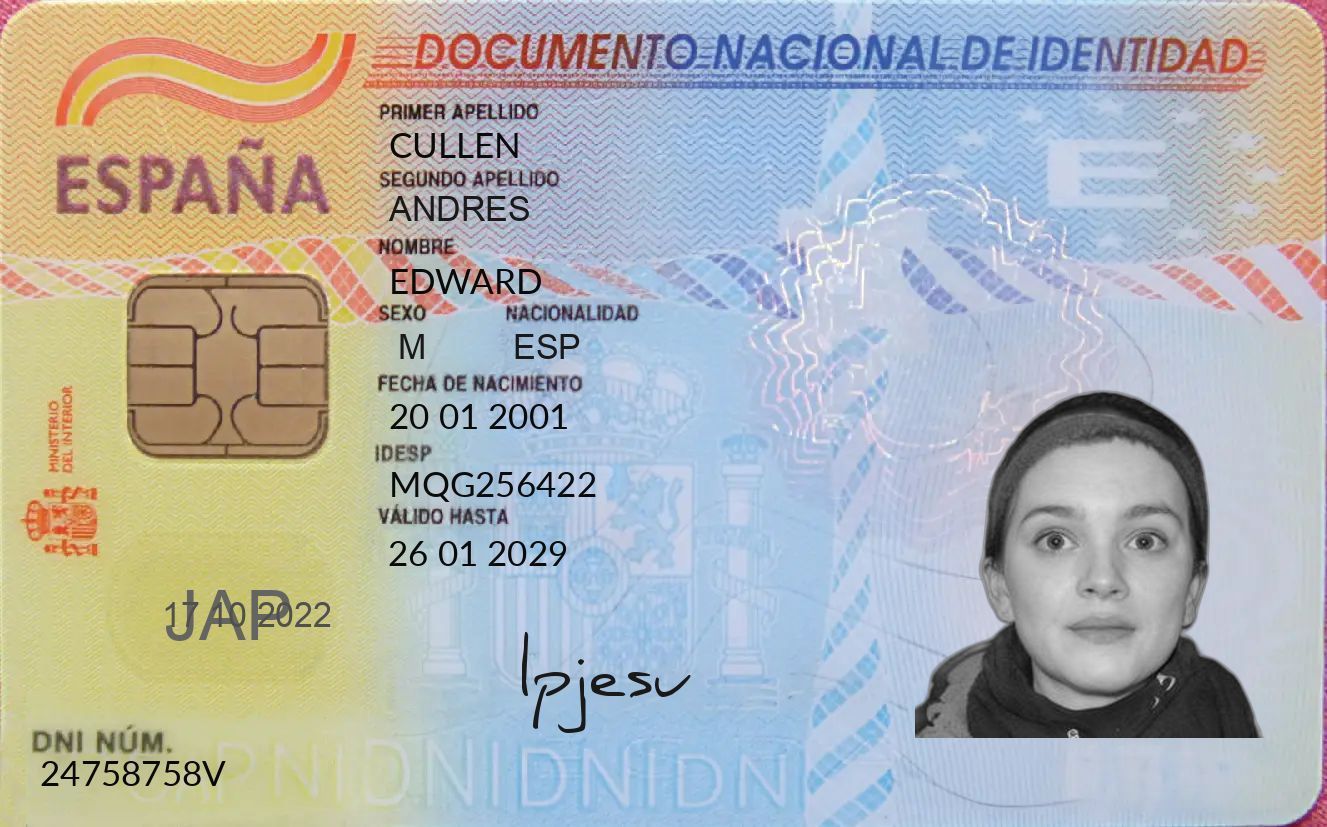 DOCUMENTO NACIONAL DE IDENTIDAD
ESPAÑA
PRIMER APELLIDO
CULLEN
SEGUNDO APELLIDO
ANDRES
NOMBRE
EDWARD
SEXO NACIONALIDAD
M ESP
FECHA DE NACIMIENTO
20 01 2001
IDESP
MQG256422
VÁLIDO HASTA
26 01 2029
MINISTERIO
DEL INTERIOR
E
17 10 2022
JAP
lpjesv
DNI NÚM.
24758758V
DNIDNIDNIDNI